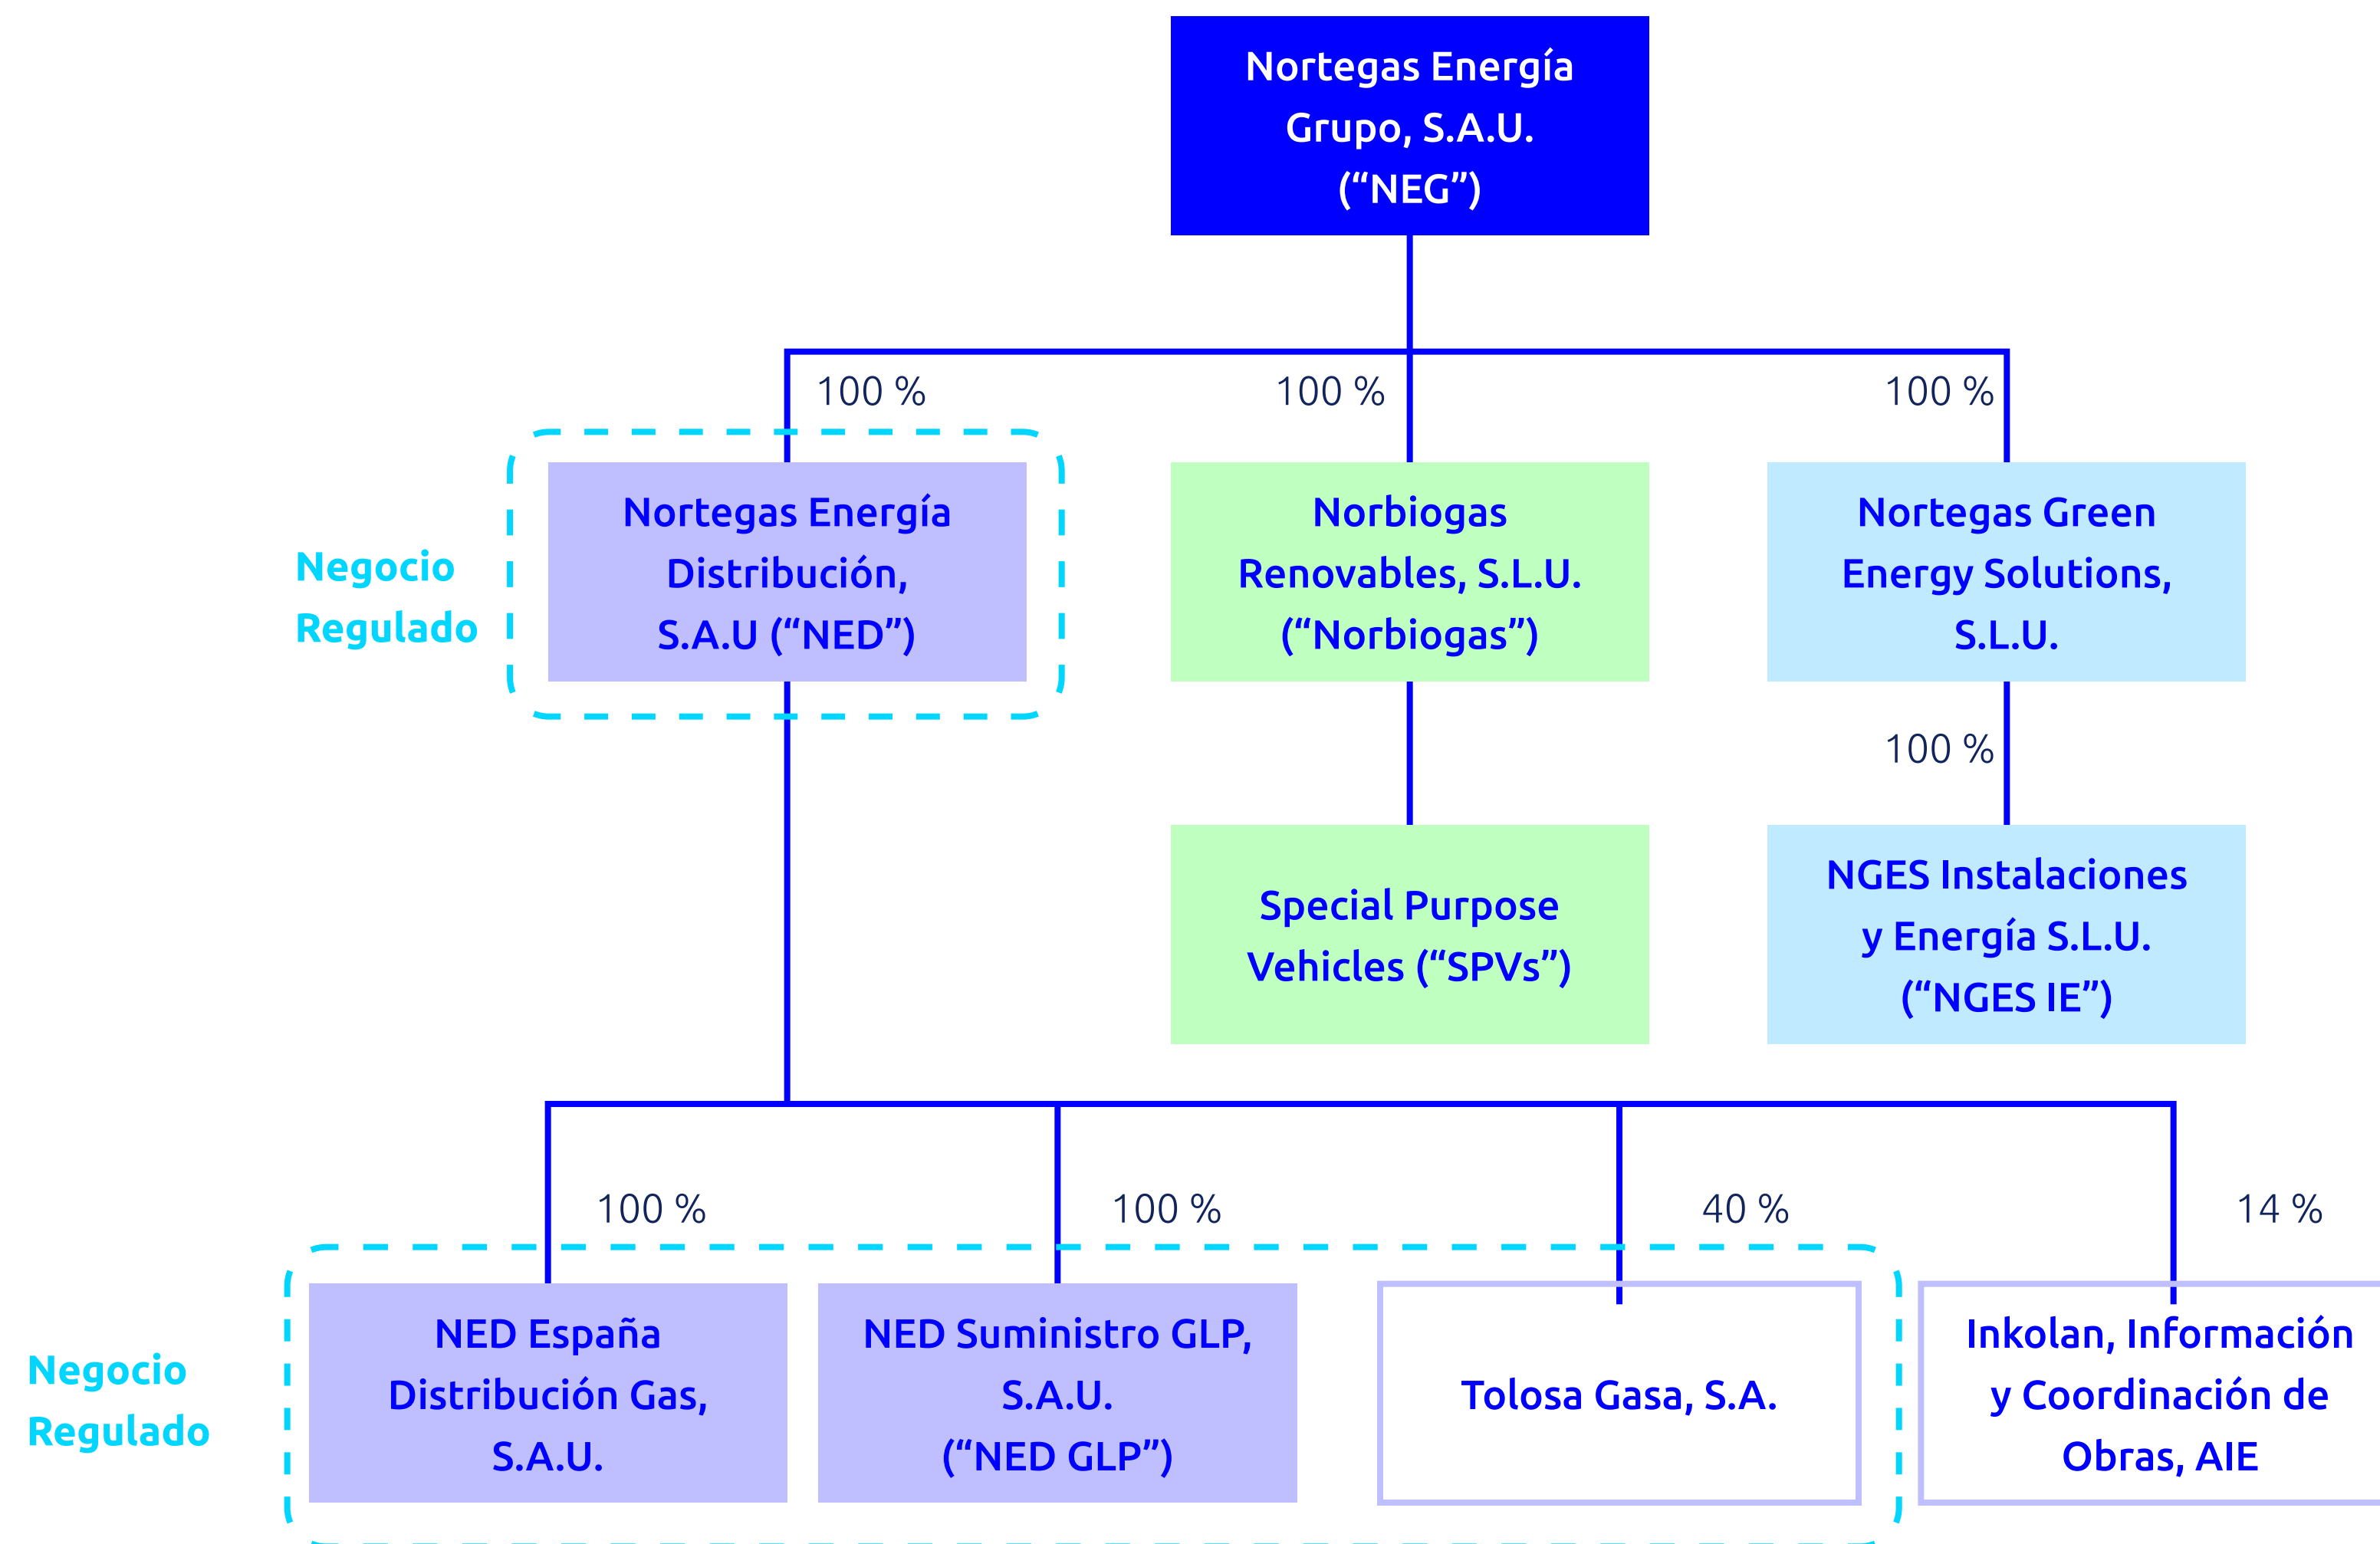 Nortegas Energía
Grupo, S.A.U.
(“NEG”)
100 %
100 %
100 %
Negocio
Regulado
Nortegas Energía
Distribución,
S.A.U (“NED”)
Norbiogas
Renovables, S.L.U.
(“Norbiogas”)
Nortegas Green
Energy Solutions,
S.L.U.
100 %
Special Purpose
Vehicles (“SPVs”)
NGES Instalaciones
y Energía S.L.U.
(“NGES IE”)
100 %
100 %
40 %
14 %
Negocio
Regulado
NED España
Distribución Gas,
S.A.U.
NED Suministro GLP,
S.A.U.
(“NED GLP”)
Tolosa Gasa, S.A.
Inkolan, Información
y Coordinación de
Obras, AIE